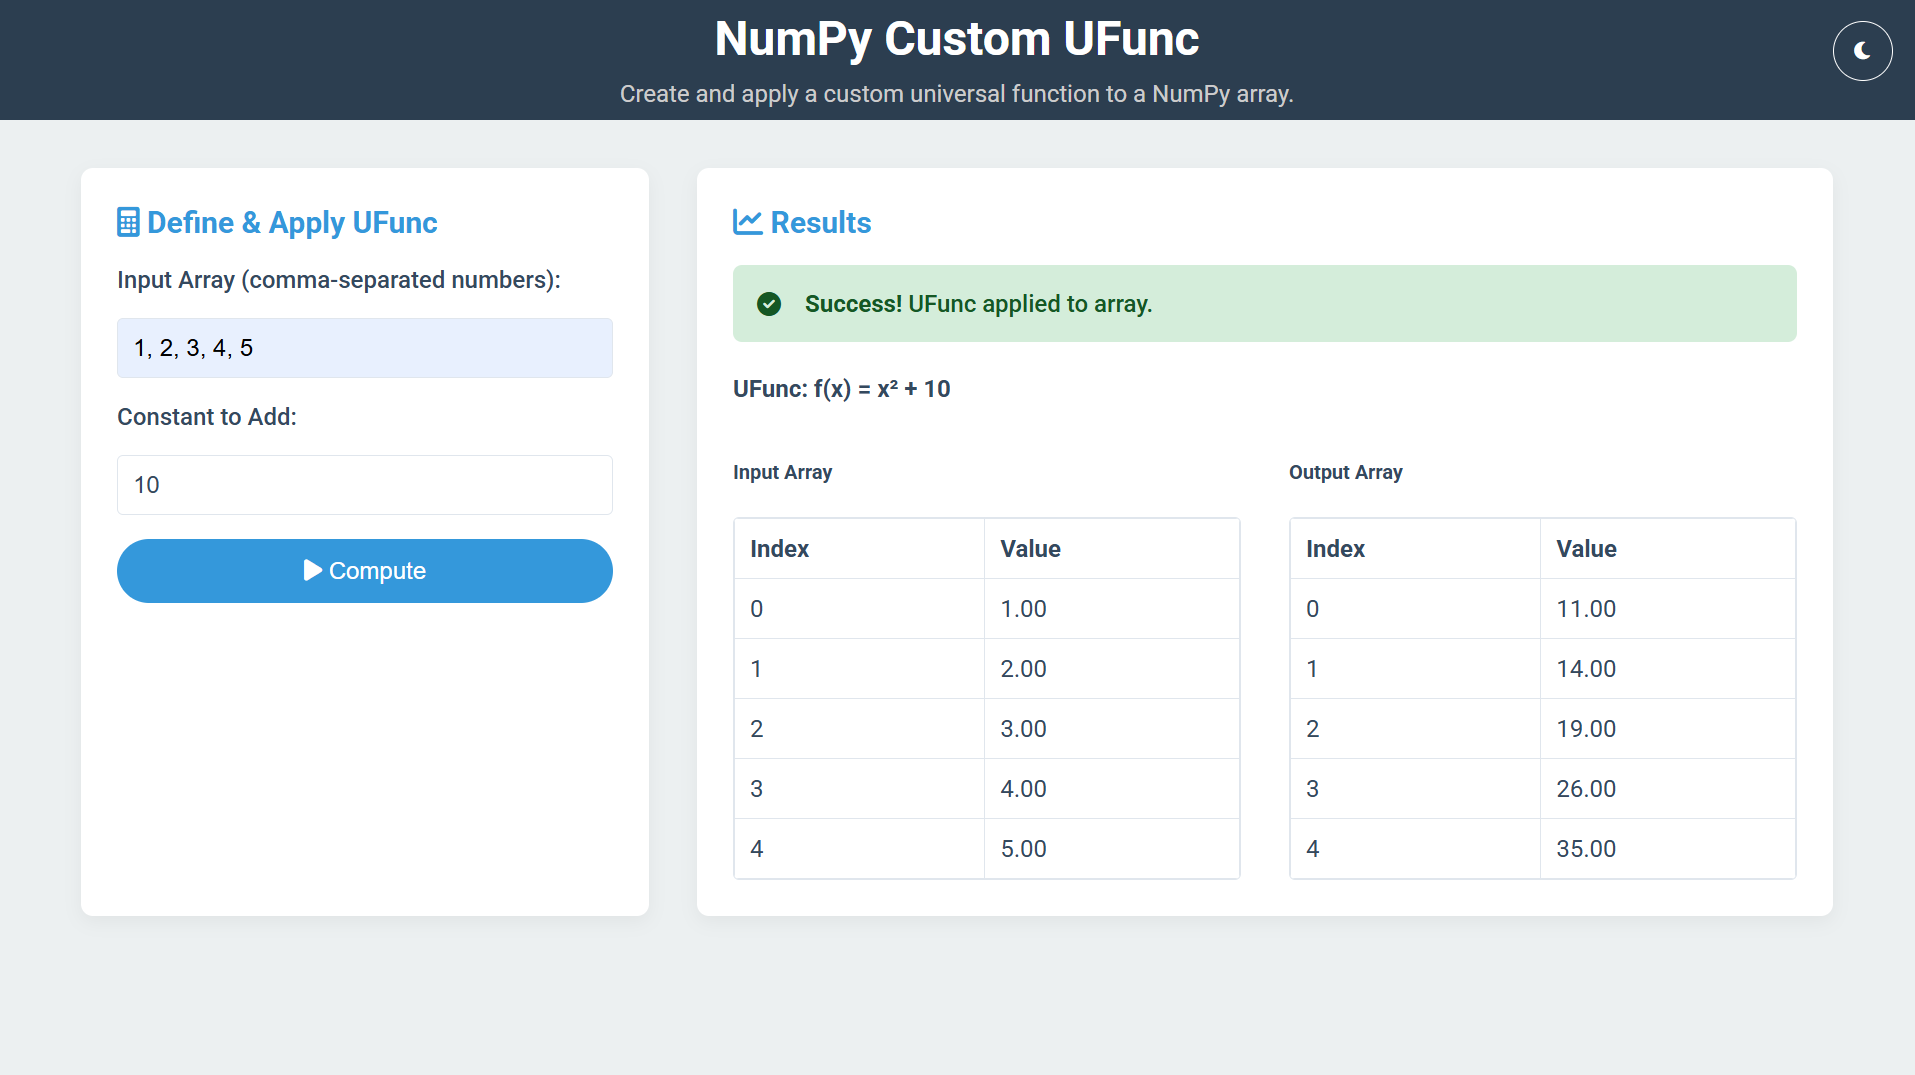 NumPy Custom UFunc
Create and apply a custom universal function to a NumPy array.
Define & Apply UFunc
Input Array (comma-separated numbers):
1, 2, 3, 4, 5
Constant to Add:
10
Compute
Results
Success! UFunc applied to array.
UFunc: f(x) = x² + 10
Input Array
Index Value
0 1.00
1 2.00
2 3.00
3 4.00
4 5.00
Output Array
Index Value
0 11.00
1 14.00
2 19.00
3 26.00
4 35.00